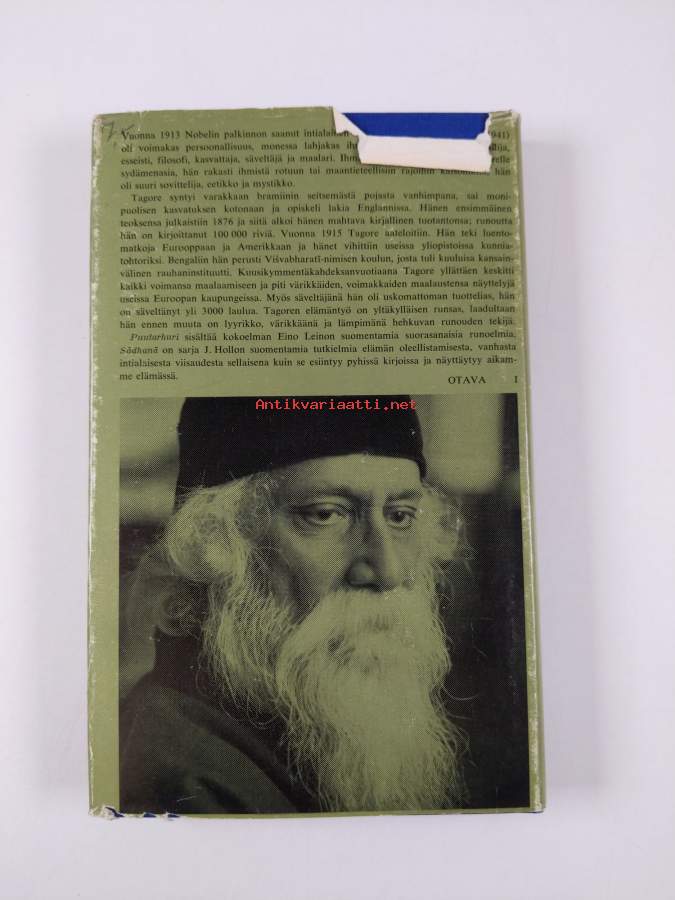 7,-
Vuonna 1913 Nobelin palkinnon saanut intialainen 941)
oli voimakas persoonallisuus, monessa lahjakas
esseisti, filosofi, kasvattaja, säveltäjä ja maalari.
sydämenasia, hän rakasti ihmistä rotuun tai maantieteellisiin rajoihin hän
oli suuri sovittelija, eetikko ja mystikko.
Tagore syntyi varakkaan bramiinin seitsemästä pojasta vanhimpana, sai moni-
puolisen kasvatuksen kotonaan ja opiskeli lakia Englannissa. Hänen ensimmäinen
teoksensa julkaistiin 1876 ja siitä alkoi hänen mahtava kirjallinen tuotantonsa; runoutta
hän on kirjoittanut 100 000 riviä. Vuonna 1915 Tagore aateloitiin. Hän teki luento-
matkoja Eurooppaan ja Amerikkaan ja hänet vihittiin useissa yliopistoissa kunnia-
tohtoriksi. Bengaliin hän perusti Višvabharatī-nimisen koulun, josta tuli kuuluisa kansain-
välinen rauhaninstituutti. Kuusikymmentäkahdeksanvuotiaana Tagore yllättäen keskitti
kaikki voimansa maalaamiseen ja piti värikkäiden, voimakkaiden maalaustensa näyttelyjä
useissa Euroopan kaupungeissa. Myös säveltäjänä hän oli uskomattoman tuottelias, hän
on säveltänyt yli 3000 laulua. Tagoren elämäntyö on yltäkylläisen runsas, laadultaan
hän ennen muuta on lyyrikko, värikkäänä ja lämpimänä hehkuvan runouden tekijä.
Puutarhuri sisältää kokoelman Eino Leinon suomentamia suorasanaisia runoelmia,
Sādhanā on sarja J. Hollon suomentamia tutkielmia elämän oleellistamisesta, vanhasta
intialaisesta viisaudesta sellaisena kuin se esiintyy pyhissä kirjoissa ja näyttäytyy aikam-
me elämässä.
OTAVA 1
Antikvariaatti.net